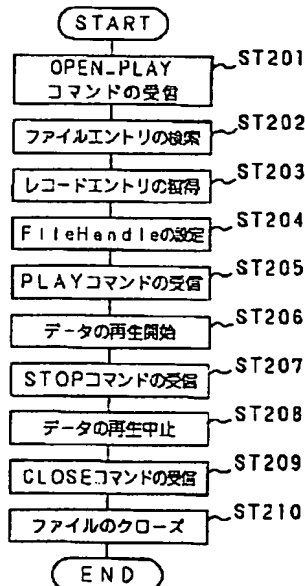 START
ST201
OPEN_PLAY
コマンドの受信
ST202
ファイルエントリの検索
ST203
レコードエントリの獲得
ST204
FileHandleの設定
ST205
PLAYコマンドの受信
ST206
データの再生開始
ST207
STOPコマンドの受信
ST208
データの再生中止
ST209
CLOSEコマンドの受信
ST210
ファイルのクローズ
END